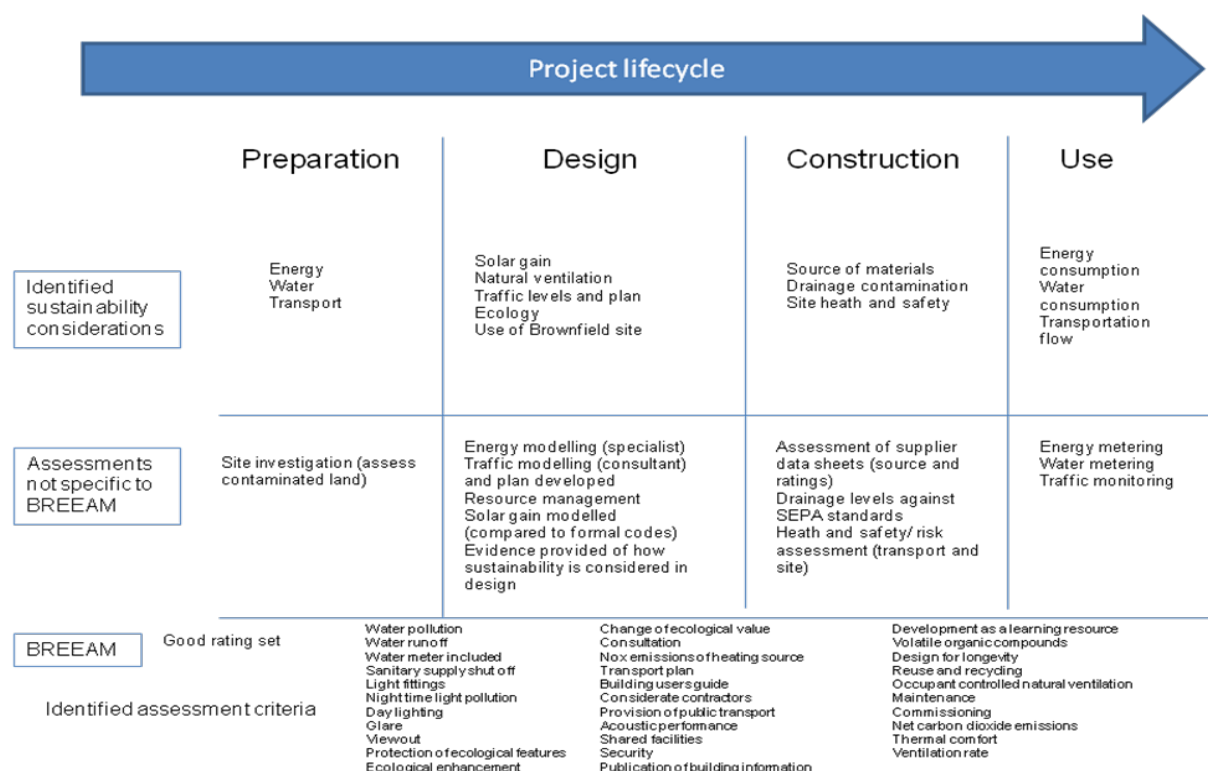 Project lifecycle
Preparation
Design
Construction
Use
Identified
sustainability
considerations
Energy
Water
Transport
Solar gain
Natural ventilation
Traffic levels and plan
Ecology
Use of Brownfield site
Source of materials
Drainage contamination
Site heath and safety
Energy
consumption
Water
consumption
Transportation
flow
Assessments
not specific to
BREEAM
Site investigation (assess
contaminated land)
Energy modelling (specialist)
Traffic modelling (consultant)
and plan developed
Resource management
Solar gain modelled
(compared to formal codes)
Evidence provided of how
sustainability is considered in
design
Assessment of supplier
data sheets (source and
ratings)
Drainage levels against
SEPA standards
Heath and safety/ risk
assessment (transport and
site)
Energy metering
Water metering
Traffic monitoring
BREEAM
Good rating set
Identified assessment criteria
Water pollution
Water runoff
Water meter included
Sanitary supply shut off
Light fittings
Night time light pollution
Day lighting
Glare
Viewout
Protection of ecological features
Ecological enhancement
Change of ecological value
Consultation
Nox emissions of heating source
Transport plan
Building users guide
Considerate contractors
Provision of public transport
Acoustic performance
Shared facilities
Security
Publication of building information
Development as a learning resource
Volatile organic compounds
Design for longevity
Reuse and recycling
Occupant controlled natural ventilation
Maintenance
Commissioning
Net carbon dioxide emissions
Thermal comfort
Ventilation rate